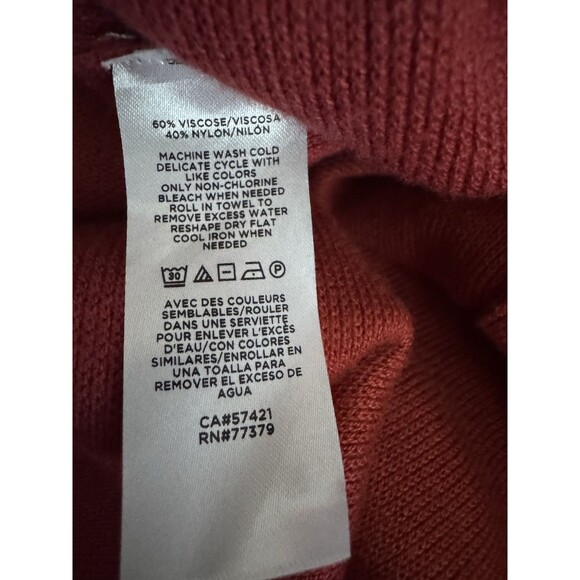 60% VISCOSE/VISCOSA
40% NYLON/NILÓN
MACHINE WASH COLD
DELICATE CYCLE WITH
LIKE COLORS
ONLY NON-CHLORINE
BLEACH WHEN NEEDED
ROLL IN TOWEL TO
REMOVE EXCESS WATER
RESHAPE DRY FLAT
COOL IRON WHEN
NEEDED
30 P
AVEC DES COULEURS
SEMBLABLES/ROULER
DANS UNE SERVIETTE
POUR ENLEVER L'EXCÈS
D'EAU/CON COLORES
SIMILARES/ENROLLAR EN
UNA TOALLA PARA
REMOVER EL EXCESO DE
AGUA
CA#57421
RN#77379